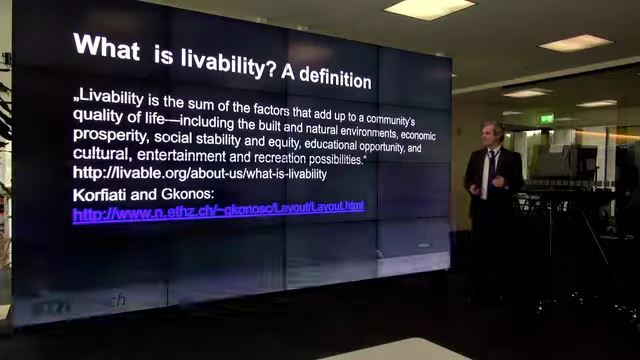 What is livability? A definition
„Livability is the sum of the factors that add up to a community's
quality of life—including the built and natural environments, economic
prosperity, social stability and equity, educational opportunity, and
cultural, entertainment and recreation possibilities."
http://livable.org/about-us/what-is-livability
Korfiati and Gkonos:
http://www.n.ethz.ch/~gkonosc/Layout/Layout.html